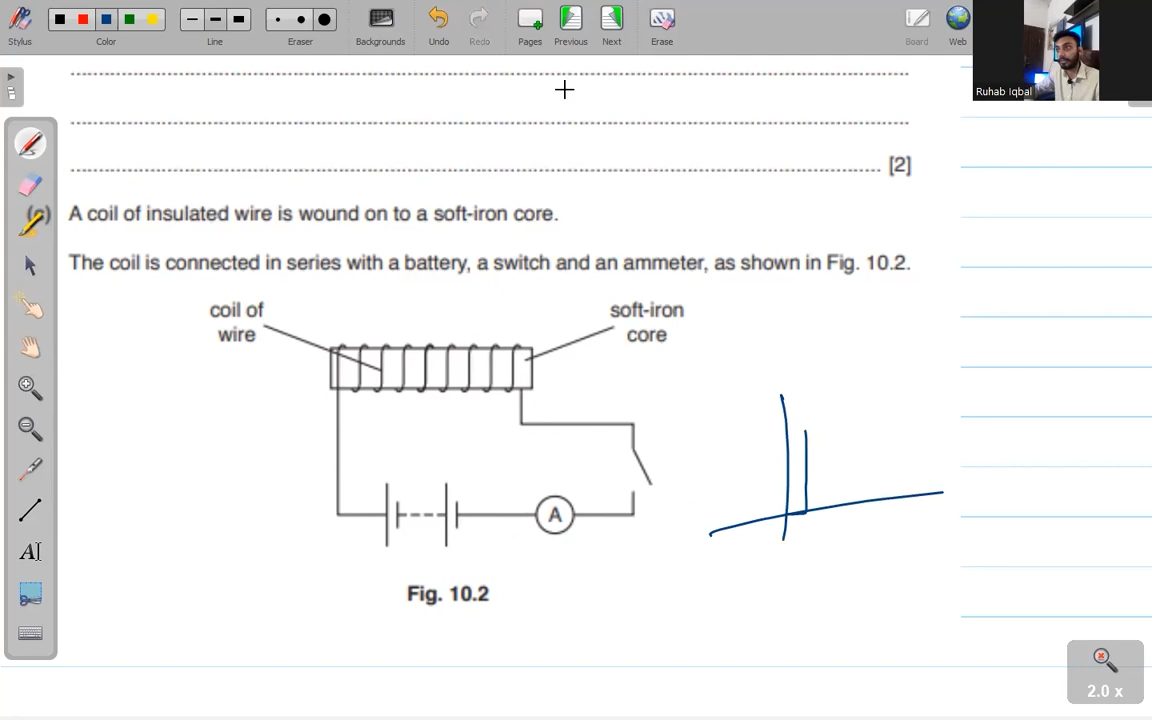 Stylus
Color
Line
Eraser
Backgrounds
Undo
Redo
Pages
Previous
Next
Erase
Board
Web
Ruhab Iqbal
[2]
(c) A coil of insulated wire is wound on to a soft-iron core.
The coil is connected in series with a battery, a switch and an ammeter, as shown in Fig. 10.2.
coil of
wire
soft-iron
core
A
Fig. 10.2
A
2.0 x